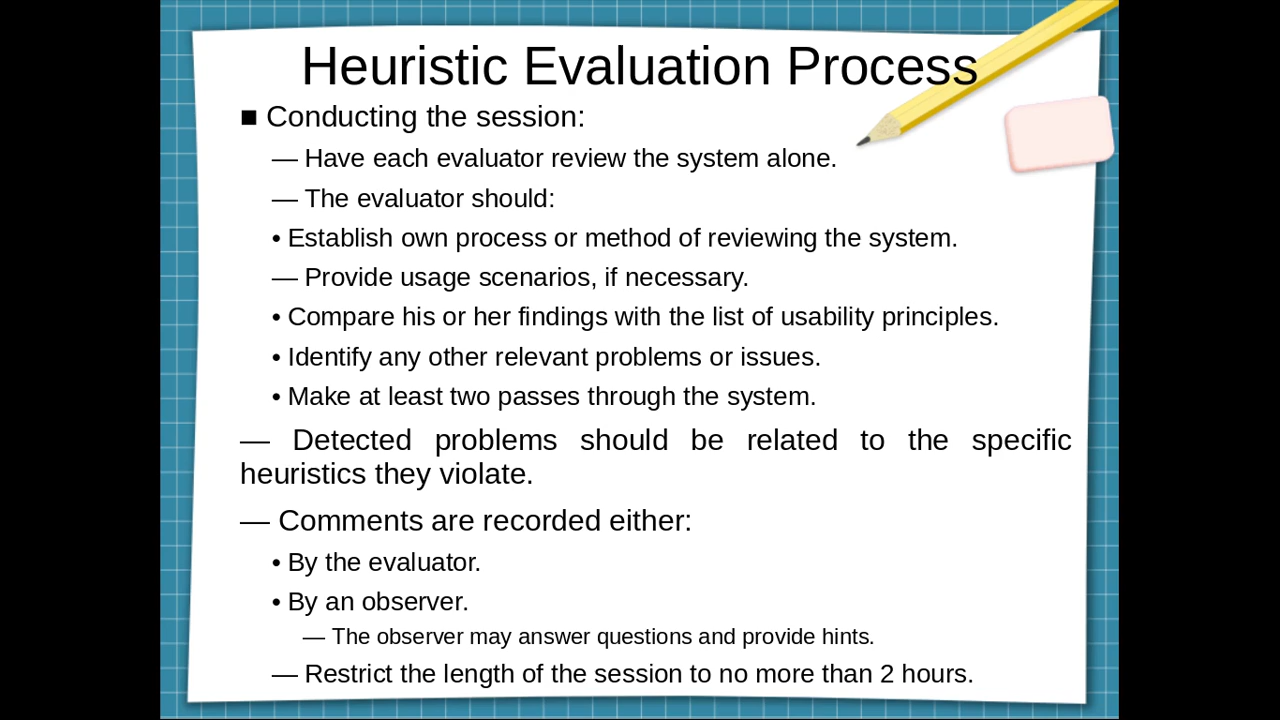 Heuristic Evaluation Process
■ Conducting the session:
— Have each evaluator review the system alone.
— The evaluator should:
• Establish own process or method of reviewing the system.
— Provide usage scenarios, if necessary.
• Compare his or her findings with the list of usability principles.
• Identify any other relevant problems or issues.
• Make at least two passes through the system.
— Detected problems should be related to the specific
heuristics they violate.
— Comments are recorded either:
• By the evaluator.
• By an observer.
— The observer may answer questions and provide hints.
— Restrict the length of the session to no more than 2 hours.